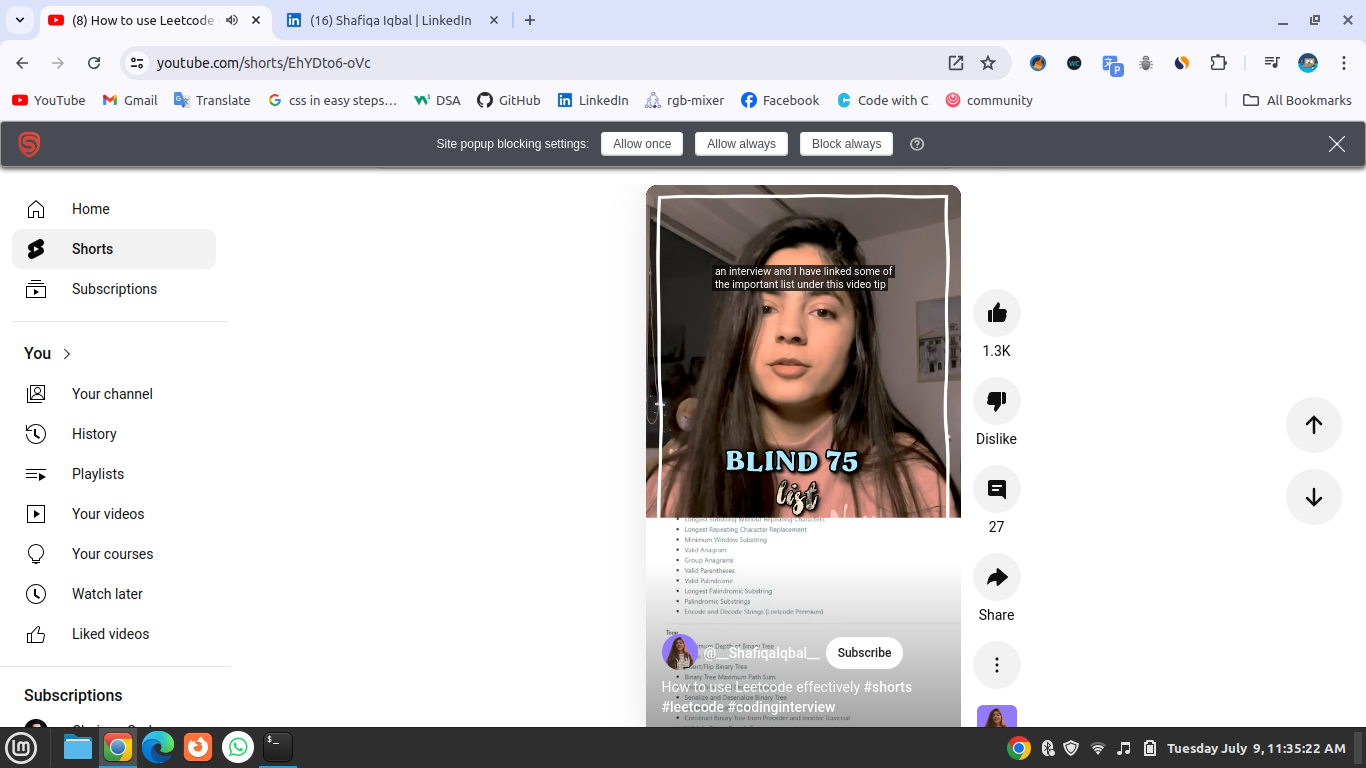 (8) How to use Leetcode
(16) Shafiqa Iqbal | LinkedIn
youtube.com/shorts/EhYDto6-oVc
YouTube
Gmail
Translate
css in easy steps...
DSA
GitHub
LinkedIn
rgb-mixer
Facebook
Code with C
community
All Bookmarks
Site popup blocking settings:
Allow once
Allow always
Block always
Home
Shorts
Subscriptions
You
Your channel
History
Playlists
Your videos
Your courses
Watch later
Liked videos
Subscriptions
an interview and I have linked some of
the important list under this video tip
BLIND 75
list
Longest Substring Without Repeating Characters
Longest Repeating Character Replacement
Minimum Window Substring
Valid Anagram
Group Anagrams
Valid Parentheses
Valid Palindrome
Longest Palindromic Substring
Palindromic Substrings
Encode and Decode Strings (Leetcode Premium)
Tree
Depth of Binary Tree
@__ShafiqaIqbal__
Subscribe
Binary Tree
Binary Tree Maximum Path Sum
How to use Leetcode effectively #shorts
#leetcode #codinginterview
Construct Binary Tree from Preorder and Inorder Traversal
1.3K
Dislike
27
Share
Tuesday July 9, 11:35:22 AM